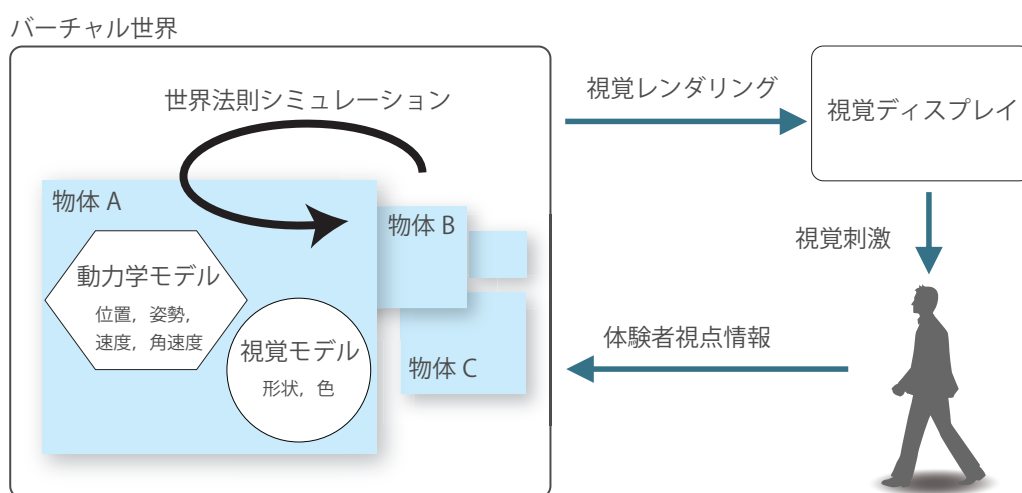 バーチャル世界
世界法則シミュレーション
物体 A
動力学モデル
位置，姿勢，
速度，角速度
視覚モデル
形状，色
物体 B
物体 C
視覚レンダリング
視覚ディスプレイ
視覚刺激
体験者視点情報